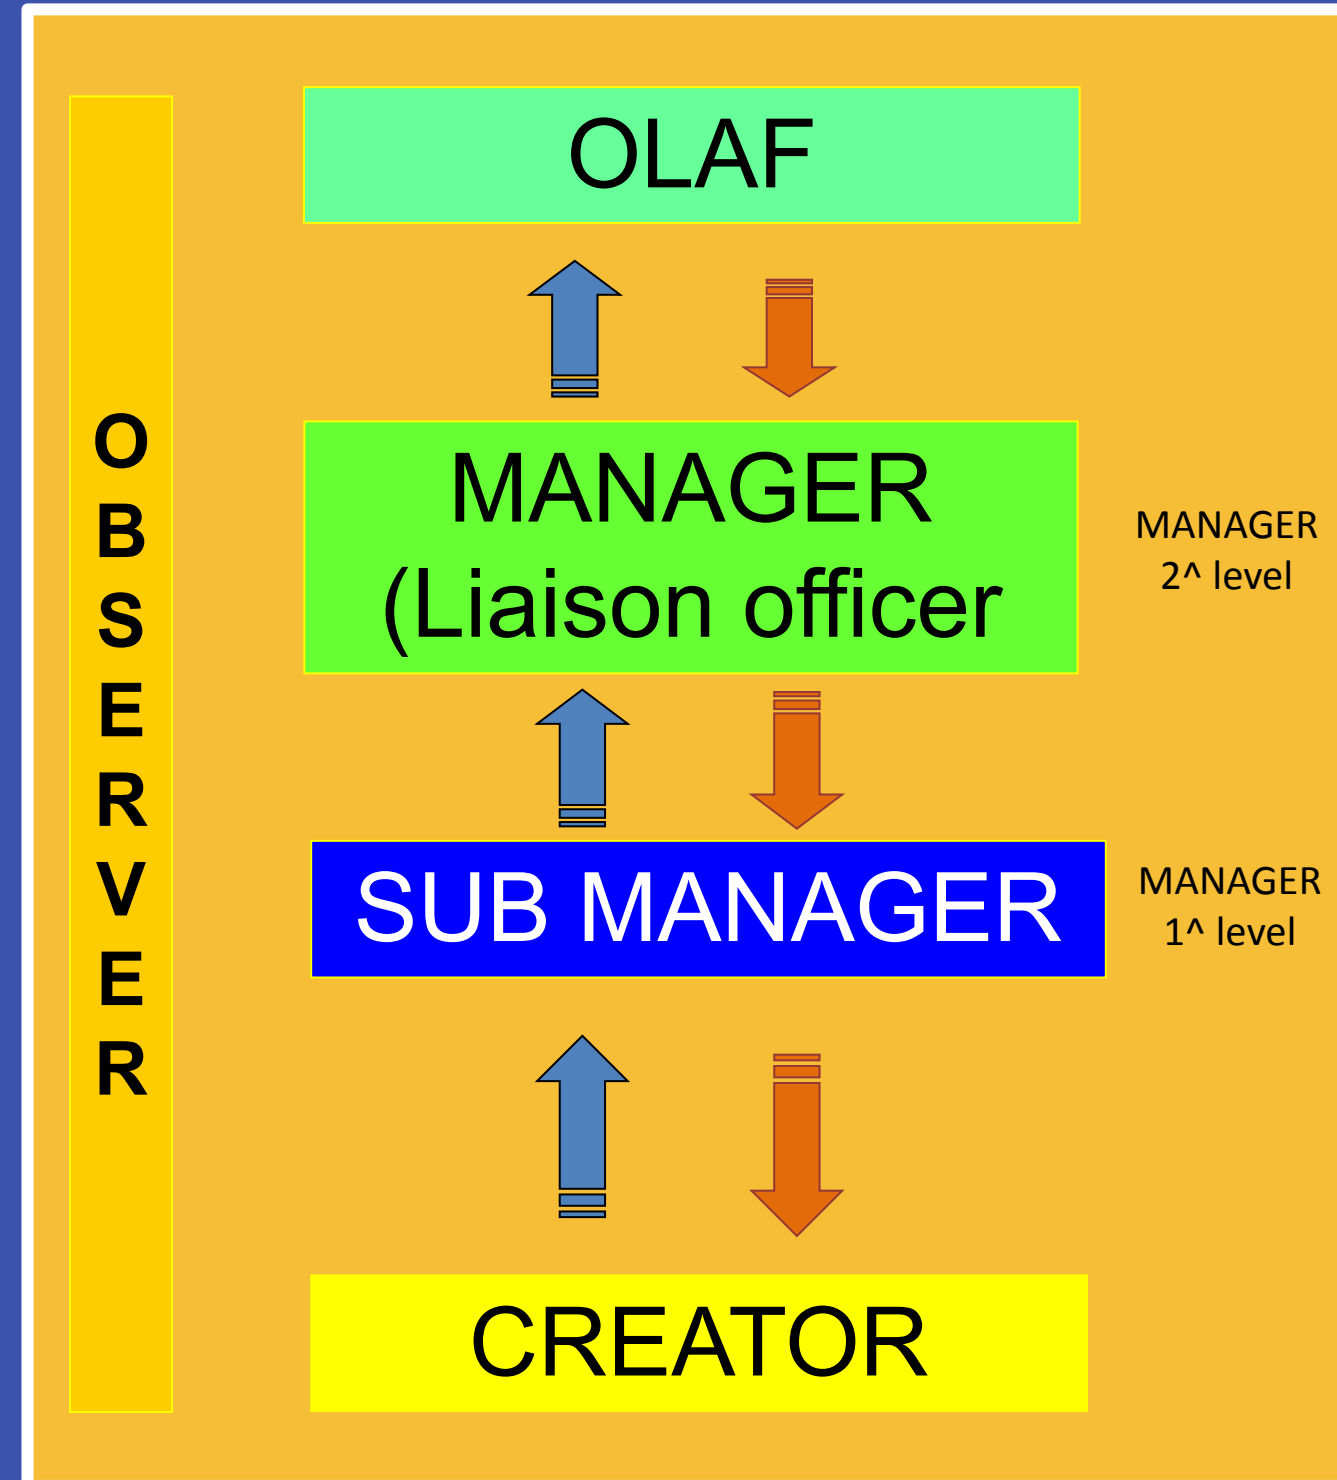 OBSERVER
OLAF
MANAGER
(Liaison officer
MANAGER
2^ level
SUB MANAGER
MANAGER
1^ level
CREATOR